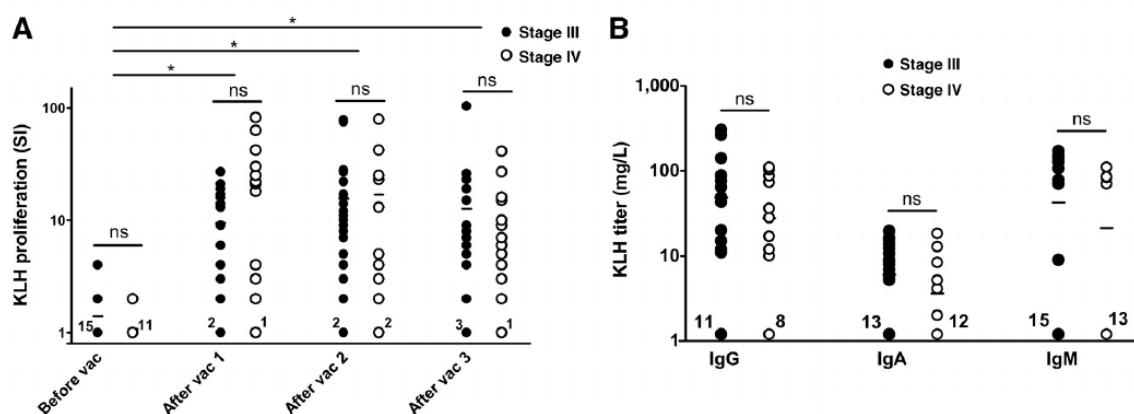 A
*
*
*
● Stage III
○ Stage IV
ns
ns
ns
ns
KLH proliferation (SI)
100
10
1
15
11
2
1
2
2
3
1
Before vac
After vac 1
After vac 2
After vac 3
B
● Stage III
○ Stage IV
ns
ns
ns
KLH titer (mg/L)
1,000
100
10
1
11
8
13
12
15
13
IgG
IgA
IgM